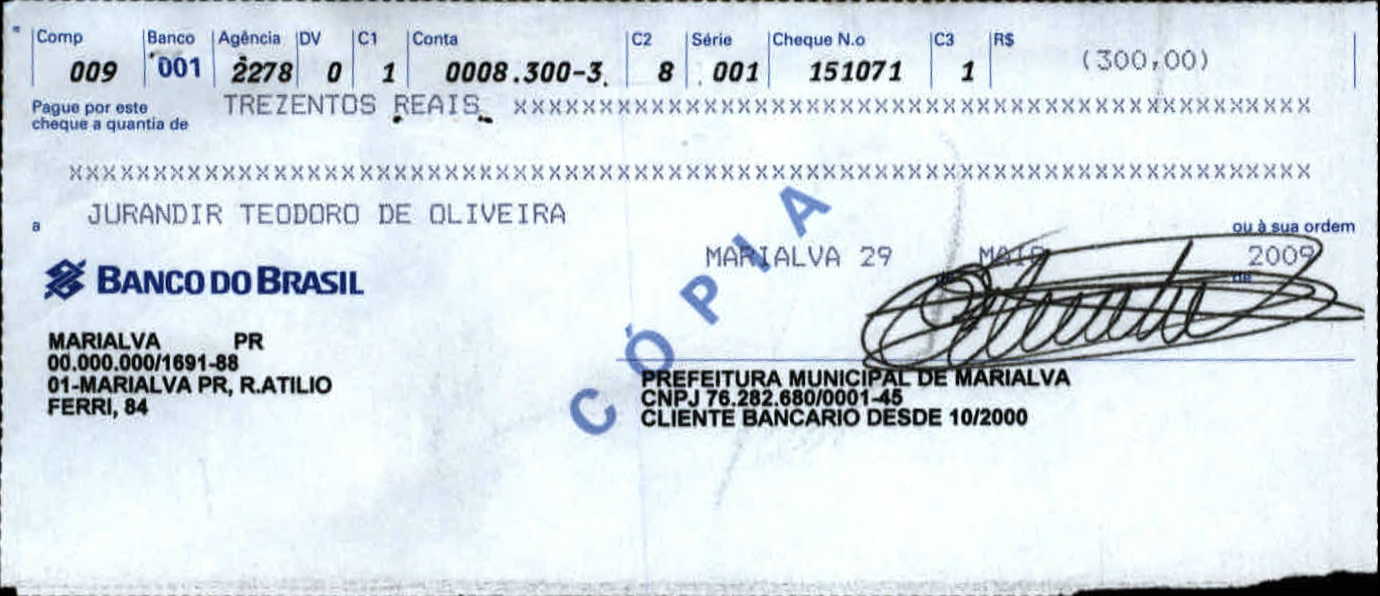 Comp Banco Agência DV C1 Conta C2 Série Cheque N.o C3 R$
009 001 2278 0 1 0008.300-3 8 001 151071 1 (300,00)
Pague por este
cheque a quantia de TREZENTOS REAIS XXXXXXXXXXXXXXXXXXXXXXXXXXXXXXXXXXXXXXXXXXXXXXX
XXXXXXXXXXXXXXXXXXXXXXXXXXXXXXXXXXXXXXXXXXXXXXXXXXXXXXXXXXXXXXXXXXXXXXXXX
a JURANDIR TEODORO DE OLIVEIRA
ou à sua ordem
MARIALVA 29 MAIO 2009
de
BANCO DO BRASIL
CÓPIA
MARIALVA PR
00.000.000/1691-88
01-MARIALVA PR, R.ATILIO
FERRI, 84
PREFEITURA MUNICIPAL DE MARIALVA
CNPJ 76.282.680/0001-45
CLIENTE BANCARIO DESDE 10/2000